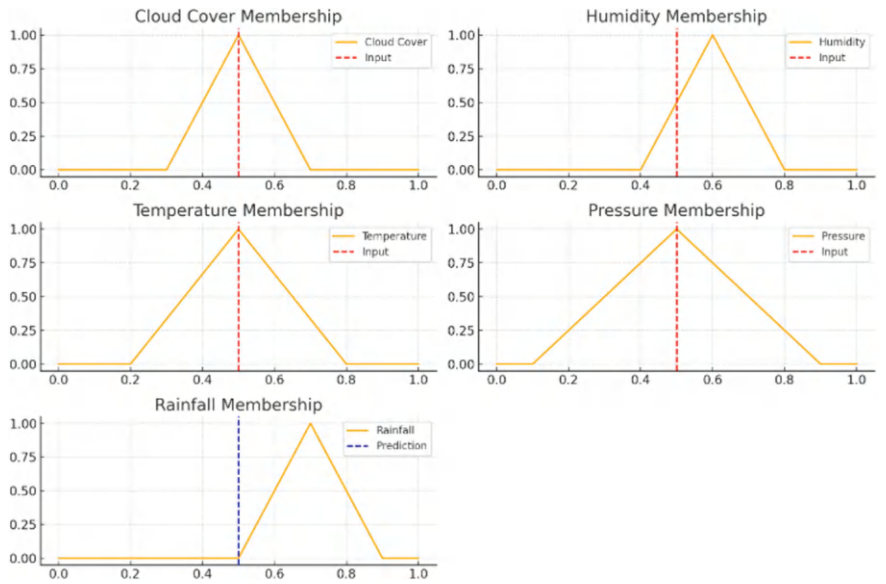 Cloud Cover Membership
1.00
0.75
0.50
0.25
0.00
0.0 0.2 0.4 0.6 0.8 1.0
Cloud Cover
Input
Humidity Membership
1.00
0.75
0.50
0.25
0.00
0.0 0.2 0.4 0.6 0.8 1.0
Humidity
Input
Temperature Membership
1.00
0.75
0.50
0.25
0.00
0.0 0.2 0.4 0.6 0.8 1.0
Temperature
Input
Pressure Membership
1.00
0.75
0.50
0.25
0.00
0.0 0.2 0.4 0.6 0.8 1.0
Pressure
Input
Rainfall Membership
1.00
0.75
0.50
0.25
0.00
0.0 0.2 0.4 0.6 0.8 1.0
Rainfall
Prediction